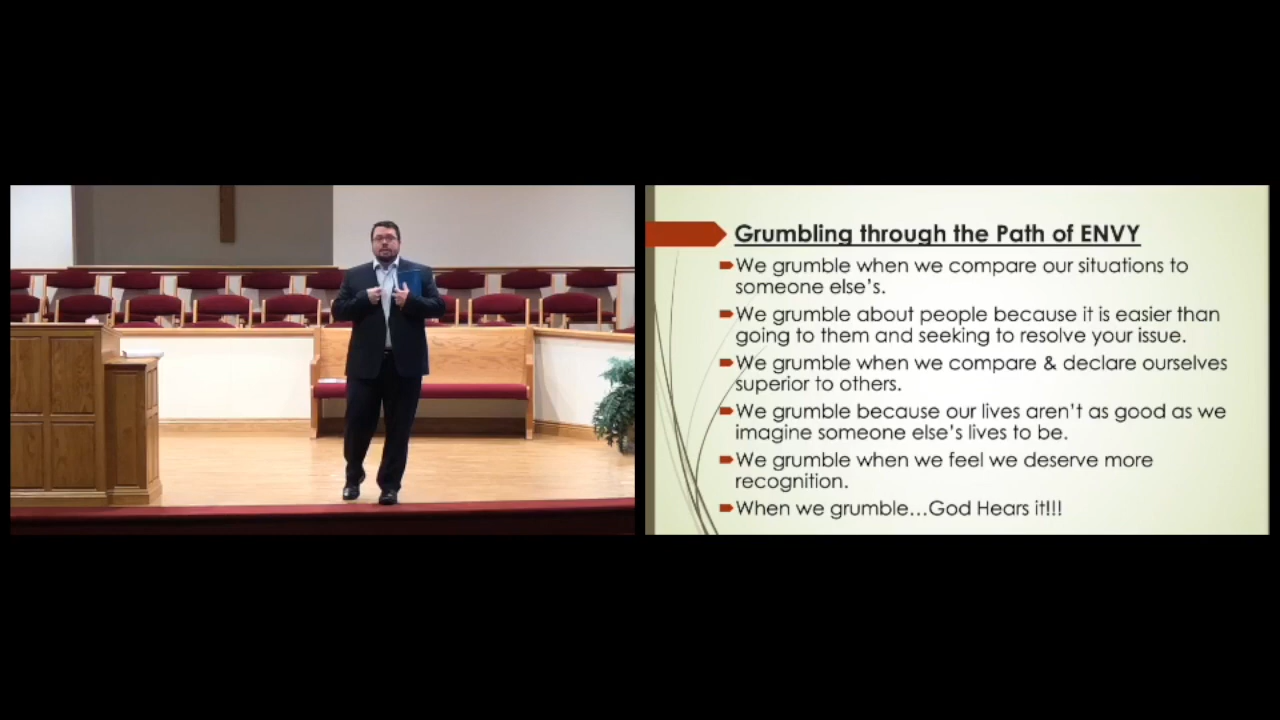 Grumbling through the Path of ENVY
We grumble when we compare our situations to
someone else's.
We grumble about people because it is easier than
going to them and seeking to resolve your issue.
We grumble when we compare & declare ourselves
superior to others.
We grumble because our lives aren't as good as we
imagine someone else's lives to be.
We grumble when we feel we deserve more
recognition.
When we grumble…God Hears it!!!